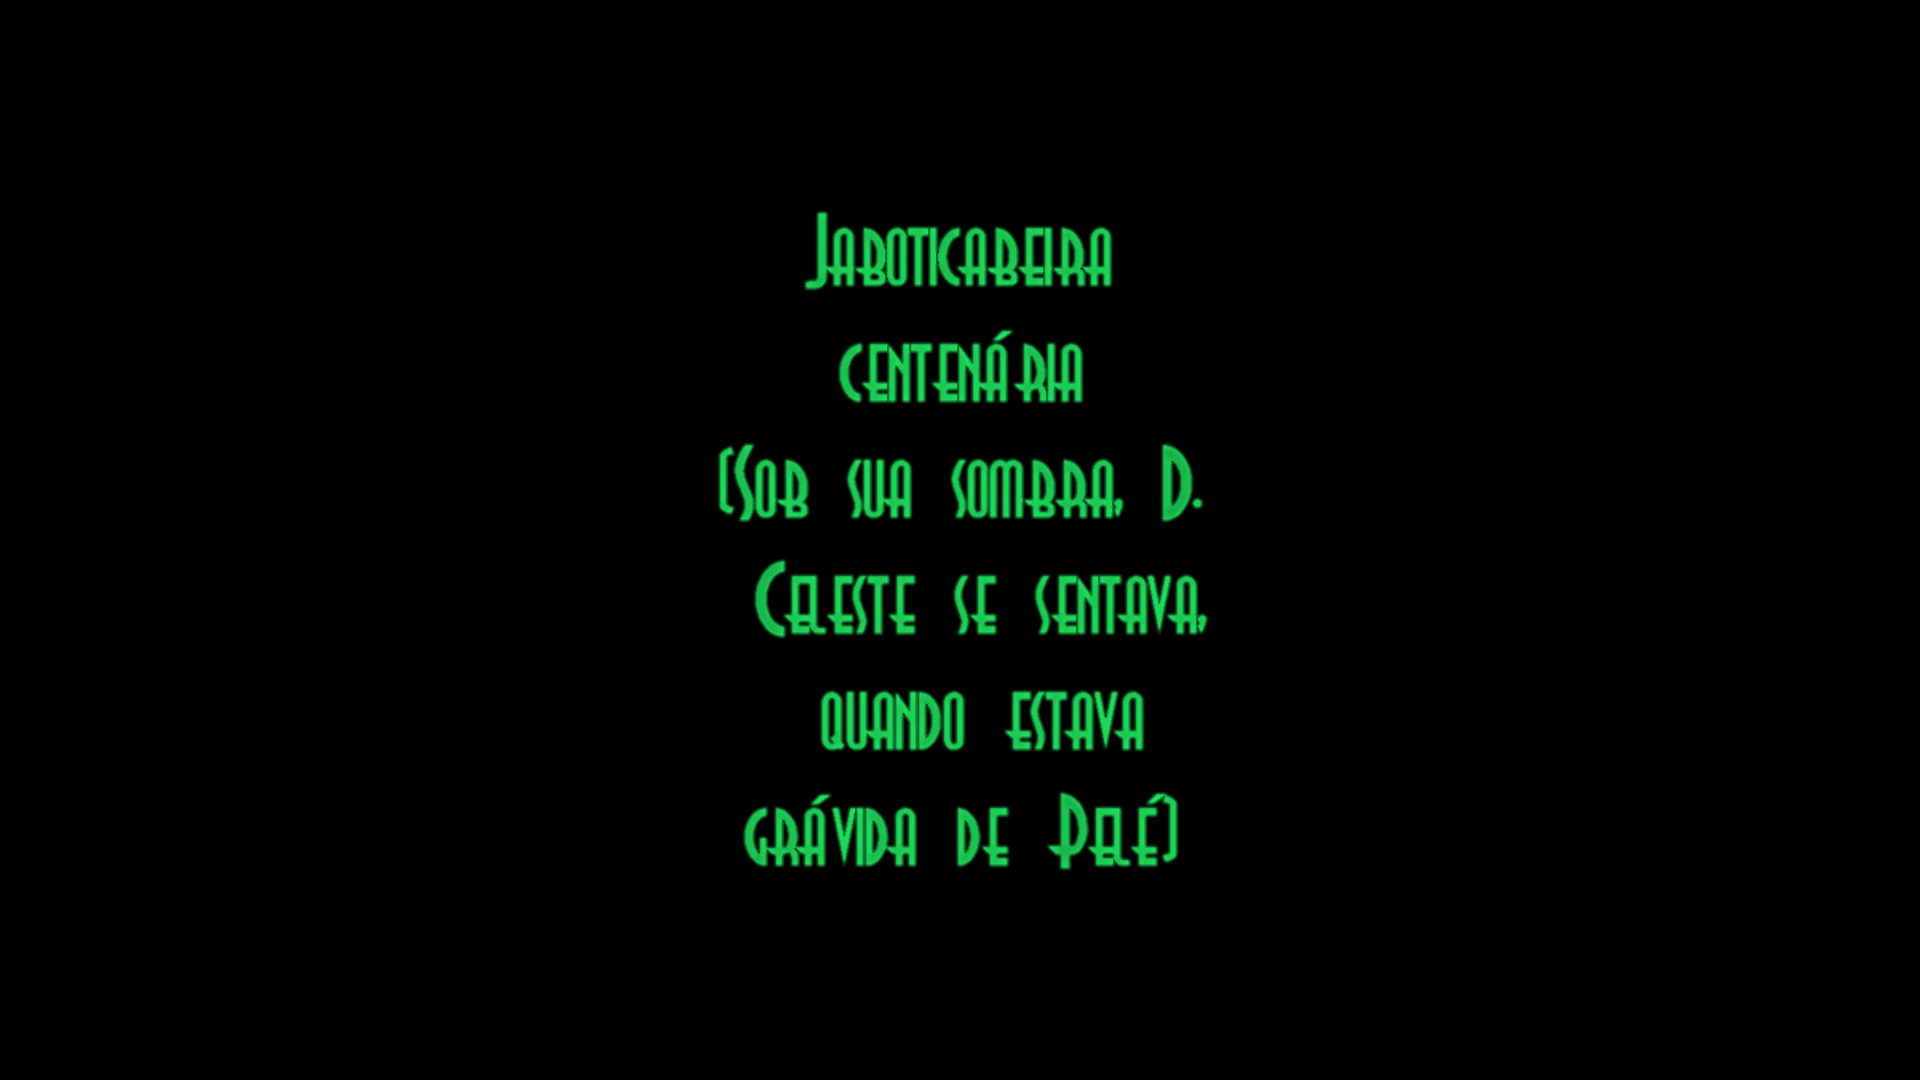 Jaboticabeira
centenária
(Sob sua sombra, D.
Celeste se sentava,
quando estava
grávida de Pelé)